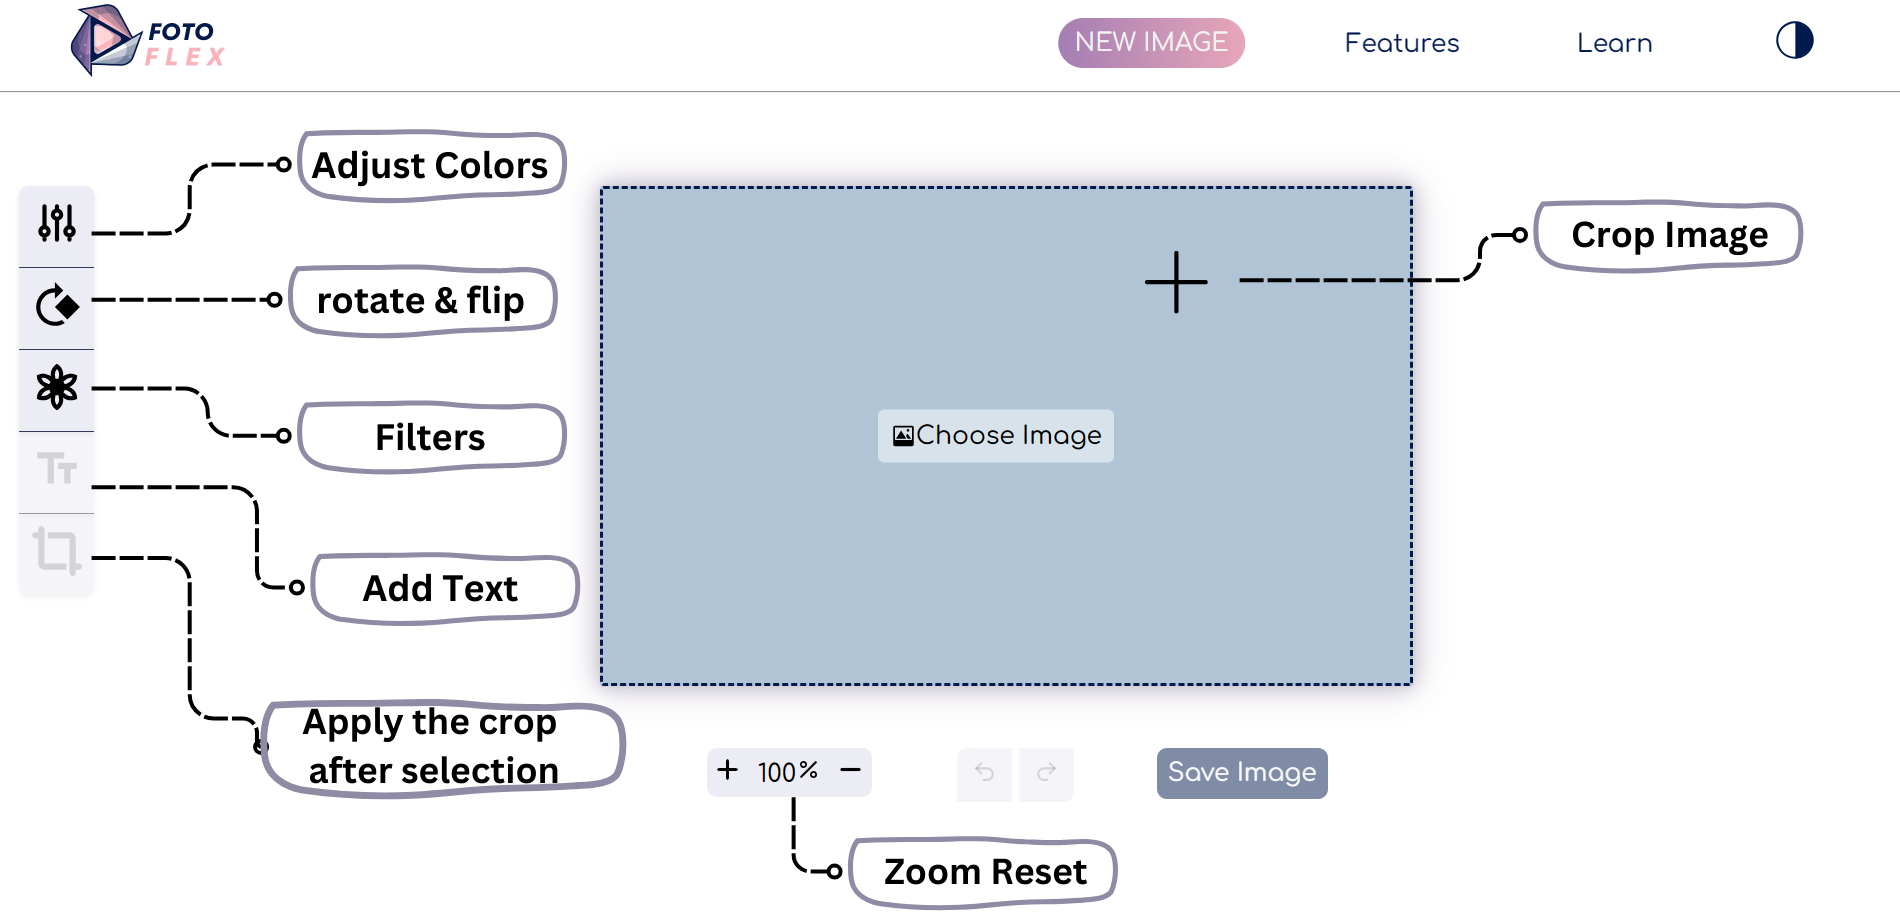 FOTO
FLEX
NEW IMAGE
Features
Learn
Adjust Colors
Crop Image
rotate & flip
Filters
Choose Image
Tт
Add Text
Apply the crop
after selection
+ 100% −
Save Image
Zoom Reset